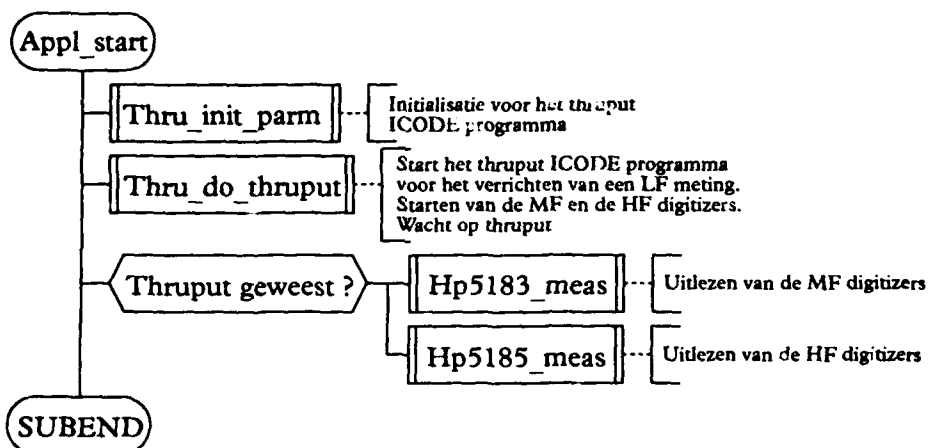 Appl_start
Thru_init_parm
Initialisatie voor het thruput
ICODE programma
Thru_do_thruput
Start het thruput ICODE programma
voor het verrichten van een LF meting.
Starten van de MF en de HF digitizers.
Wacht op thruput
Thruput geweest ?
Hp5183_meas
Uitlezen van de MF digitizers
Hp5185_meas
Uitlezen van de HF digitizers
SUBEND